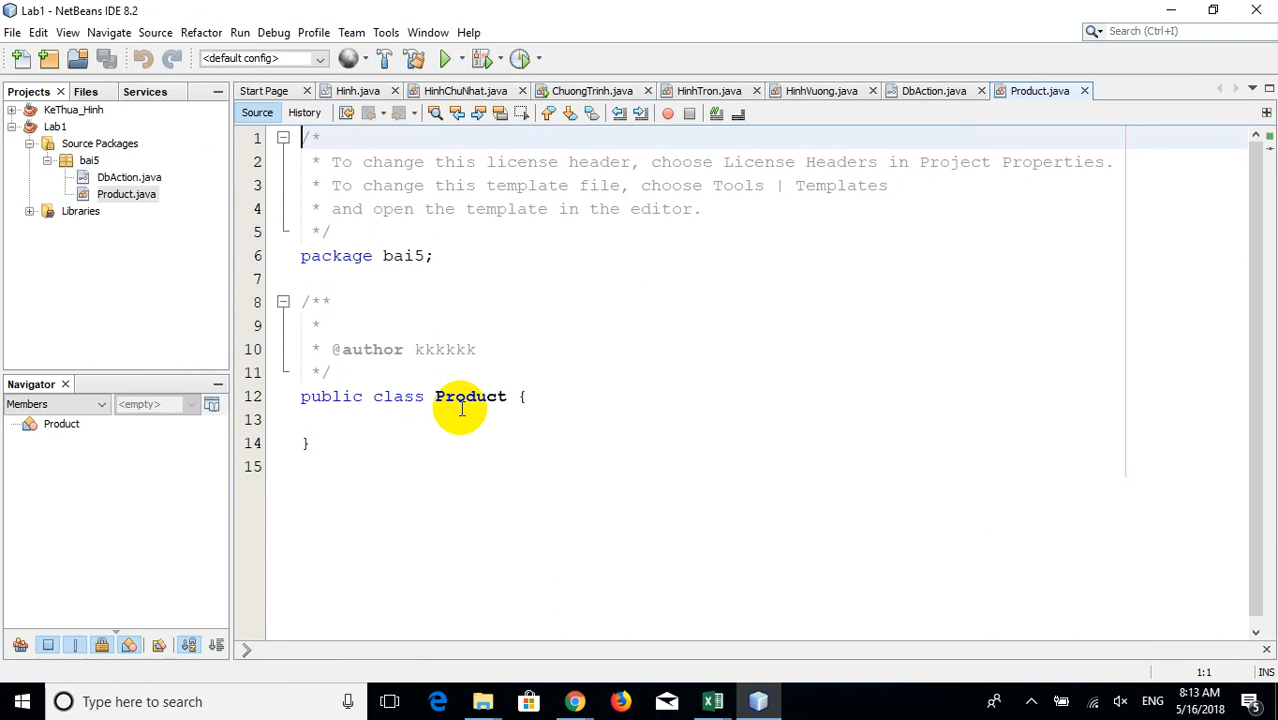 Lab1 - NetBeans IDE 8.2
File Edit View Navigate Source Refactor Run Debug Profile Team Tools Window Help
Search (Ctrl+I)
<default config>
Projects Files Services
Start Page Hinh.java HinhChuNhat.java ChuongTrinh.java HinhTron.java HinhVuong.java DbAction.java Product.java
KeThua_Hinh
Lab1
Source Packages
bai5
DbAction.java
Product.java
Libraries
Source History
1 /*
2 * To change this license header, choose License Headers in Project Properties.
3 * To change this template file, choose Tools | Templates
4 * and open the template in the editor.
5 */
6 package bai5;
7
8 /**
9 *
10 * @author kkkkkk
11 */
12 public class Product {
13
14 }
15
Navigator
Members <empty>
Product
1:1 INS
Type here to search
ENG
8:13 AM
5/16/2018
5